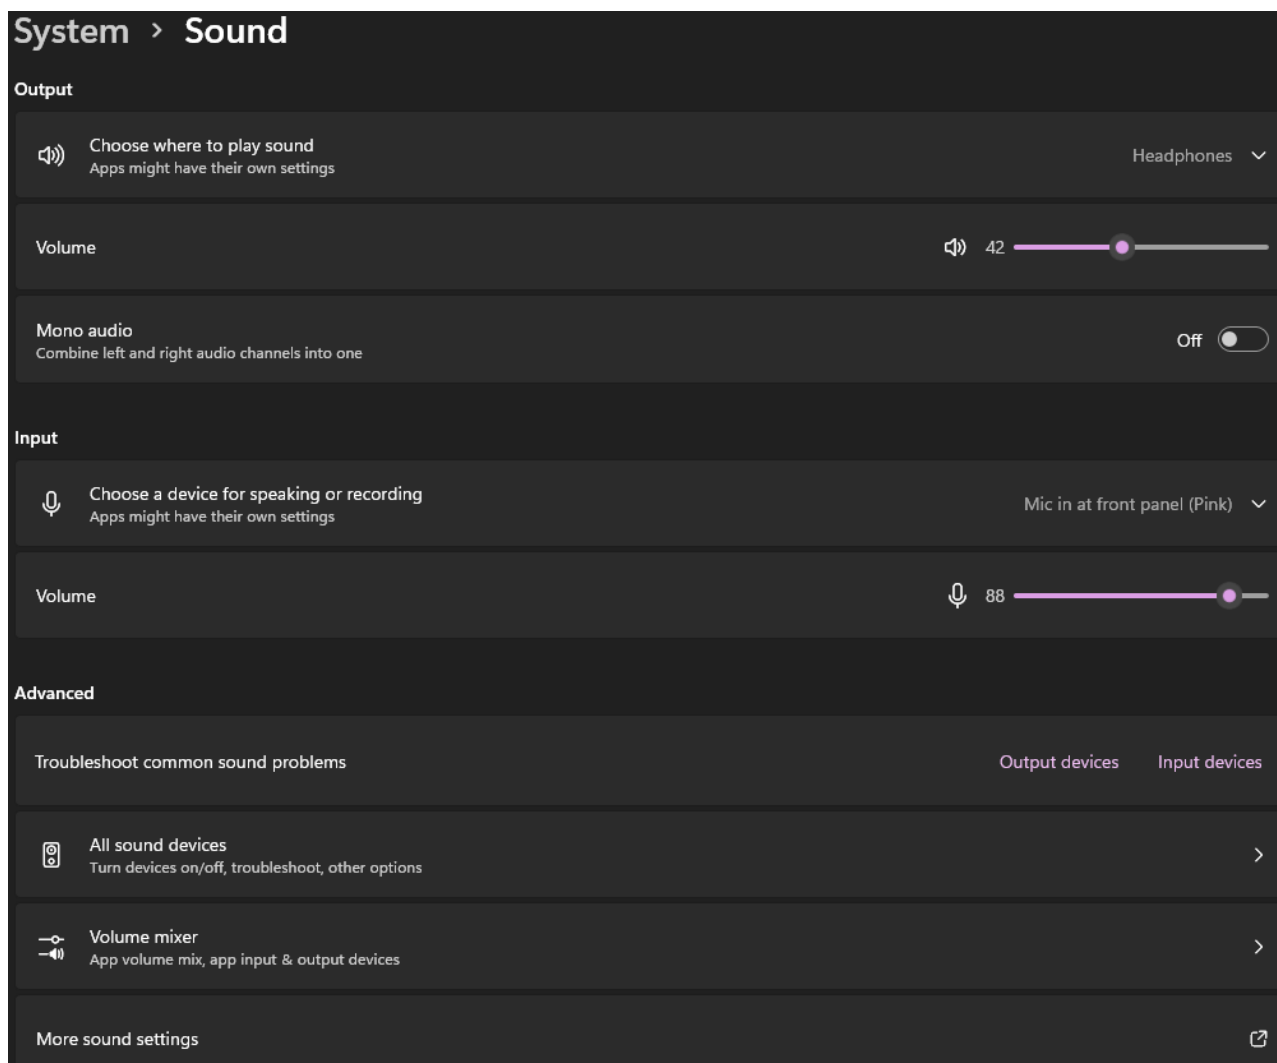 System > Sound
Output
Choose where to play sound
Apps might have their own settings
Headphones
Volume
42
Mono audio
Combine left and right audio channels into one
Off
Input
Choose a device for speaking or recording
Apps might have their own settings
Mic in at front panel (Pink)
Volume
88
Advanced
Troubleshoot common sound problems
Output devices
Input devices
All sound devices
Turn devices on/off, troubleshoot, other options
Volume mixer
App volume mix, app input & output devices
More sound settings